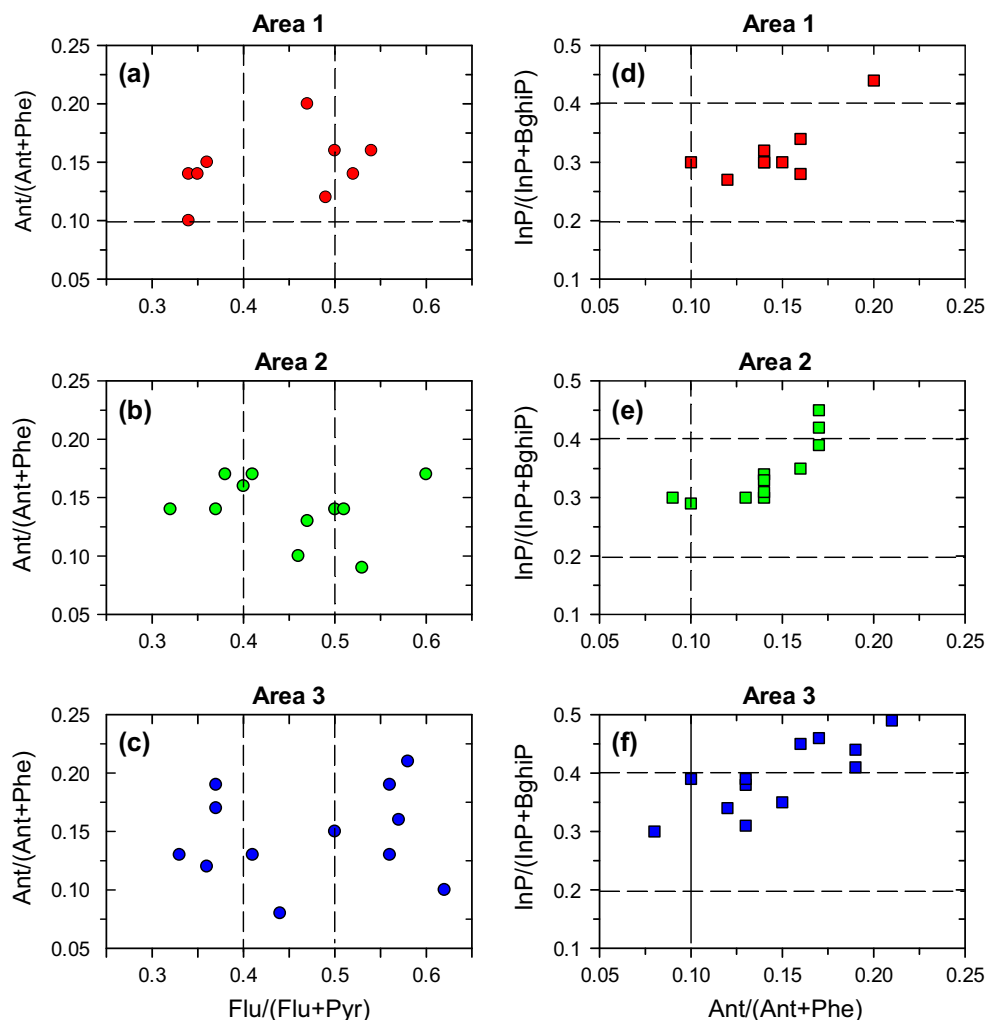 Area 1
(a)
Ant/(Ant+Phe)
0.25
0.20
0.15
0.10
0.05
0.3 0.4 0.5 0.6
Area 1
(d)
InP/(InP+BghiP)
0.5
0.4
0.3
0.2
0.1
0.05 0.10 0.15 0.20 0.25
Area 2
(b)
Ant/(Ant+Phe)
0.25
0.20
0.15
0.10
0.05
0.3 0.4 0.5 0.6
Area 2
(e)
InP/(InP+BghiP)
0.5
0.4
0.3
0.2
0.1
0.05 0.10 0.15 0.20 0.25
Area 3
(c)
Ant/(Ant+Phe)
0.25
0.20
0.15
0.10
0.05
0.3 0.4 0.5 0.6
Flu/(Flu+Pyr)
Area 3
(f)
InP/(InP+BghiP
0.5
0.4
0.3
0.2
0.1
0.05 0.10 0.15 0.20 0.25
Ant/(Ant+Phe)